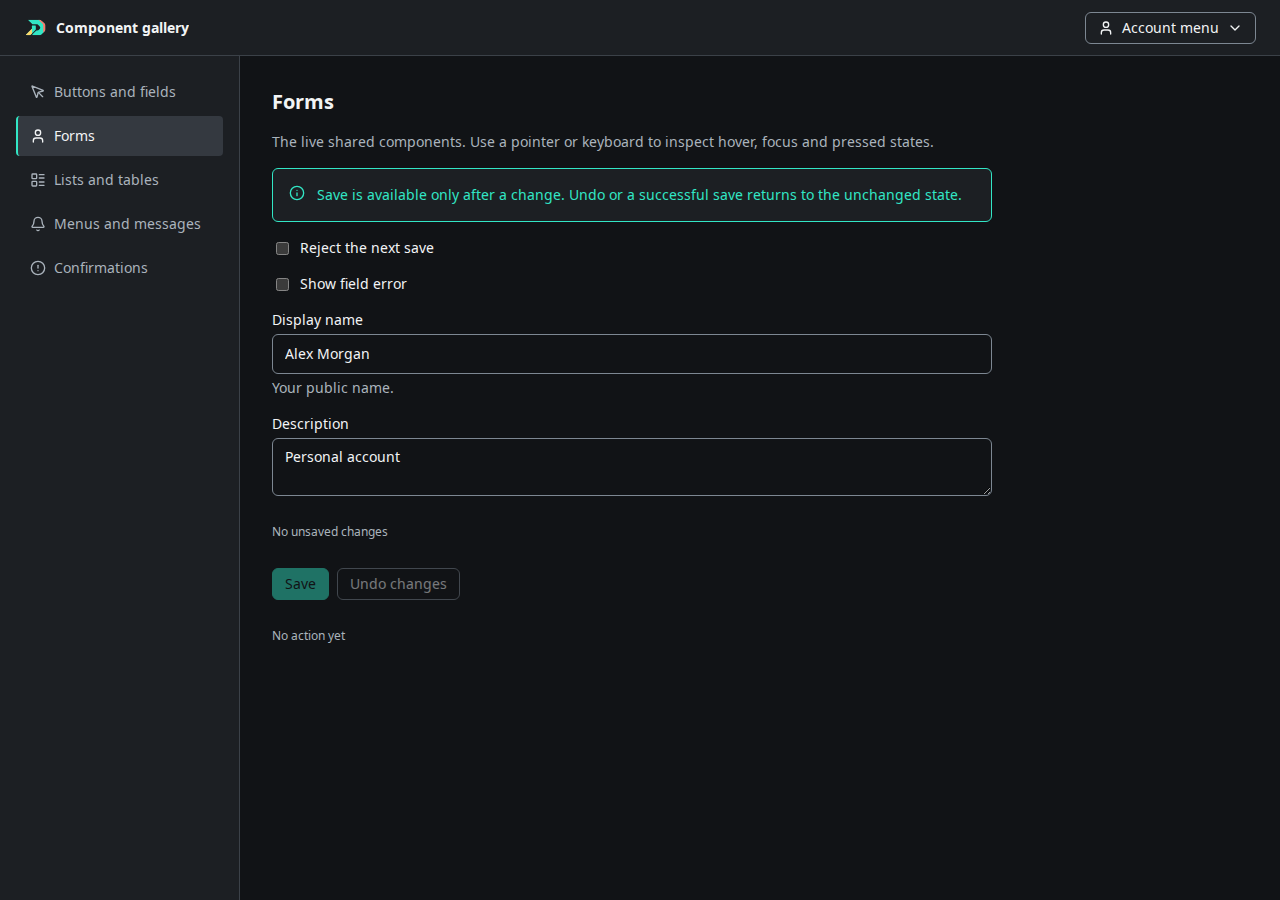 Component gallery
Account menu
Buttons and fields
Forms
Lists and tables
Menus and messages
Confirmations
Forms
The live shared components. Use a pointer or keyboard to inspect hover, focus and pressed states.
Save is available only after a change. Undo or a successful save returns to the unchanged state.
Reject the next save
Show field error
Display name
Alex Morgan
Your public name.
Description
Personal account
No unsaved changes
Save
Undo changes
No action yet